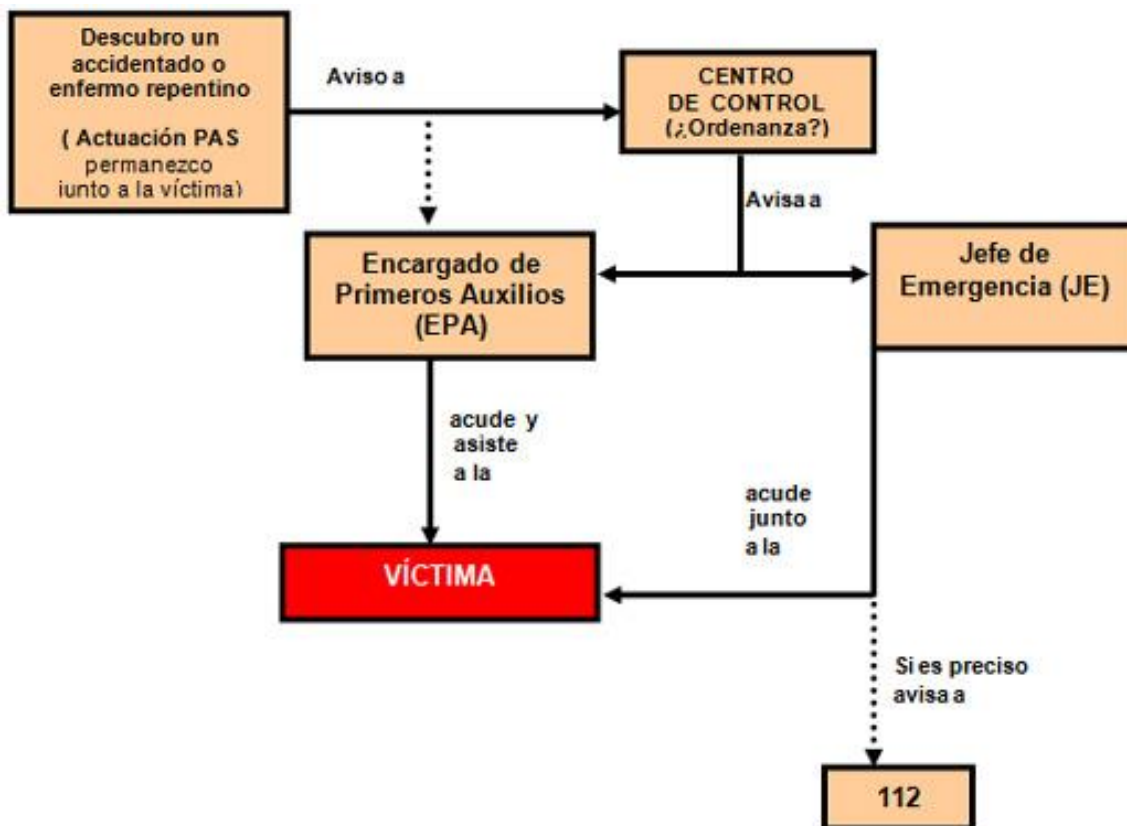 Descubro un
accidentado o
enfermo repentino
( Actuación PAS
permanezco
junto a la víctima)
Aviso a
CENTRO
DE CONTROL
(¿Ordenanza?)
Avisa a
Encargado de
Primeros Auxilios
(EPA)
Jefe de
Emergencia (JE)
acude y
asiste
a la
acude
junto
a la
VÍCTIMA
Si es preciso
avisa a
112